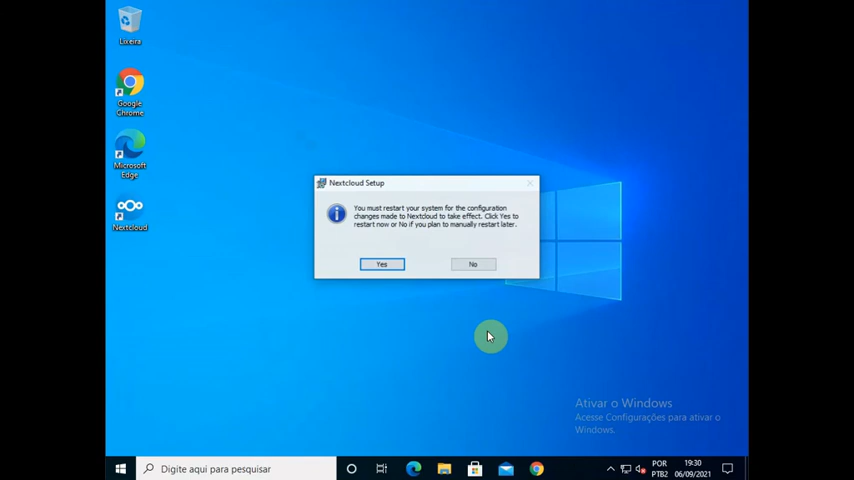 Lixeira
Google
Chrome
Microsoft
Edge
Nextcloud
Nextcloud Setup
You must restart your system for the configuration
changes made to Nextcloud to take effect. Click Yes to
restart now or No if you plan to manually restart later.
Yes
No
Ativar o Windows
Acesse Configurações para ativar o
Windows.
Digite aqui para pesquisar
POR
PTB2
19:30
06/09/2021